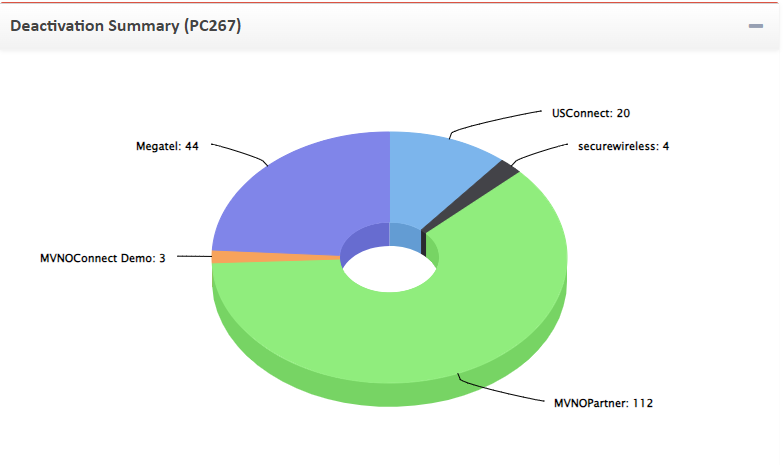 Deactivation Summary (PC267)
USConnect: 20
Megatel: 44
securewireless: 4
MVNOConnect Demo: 3
MVNOPartner: 112